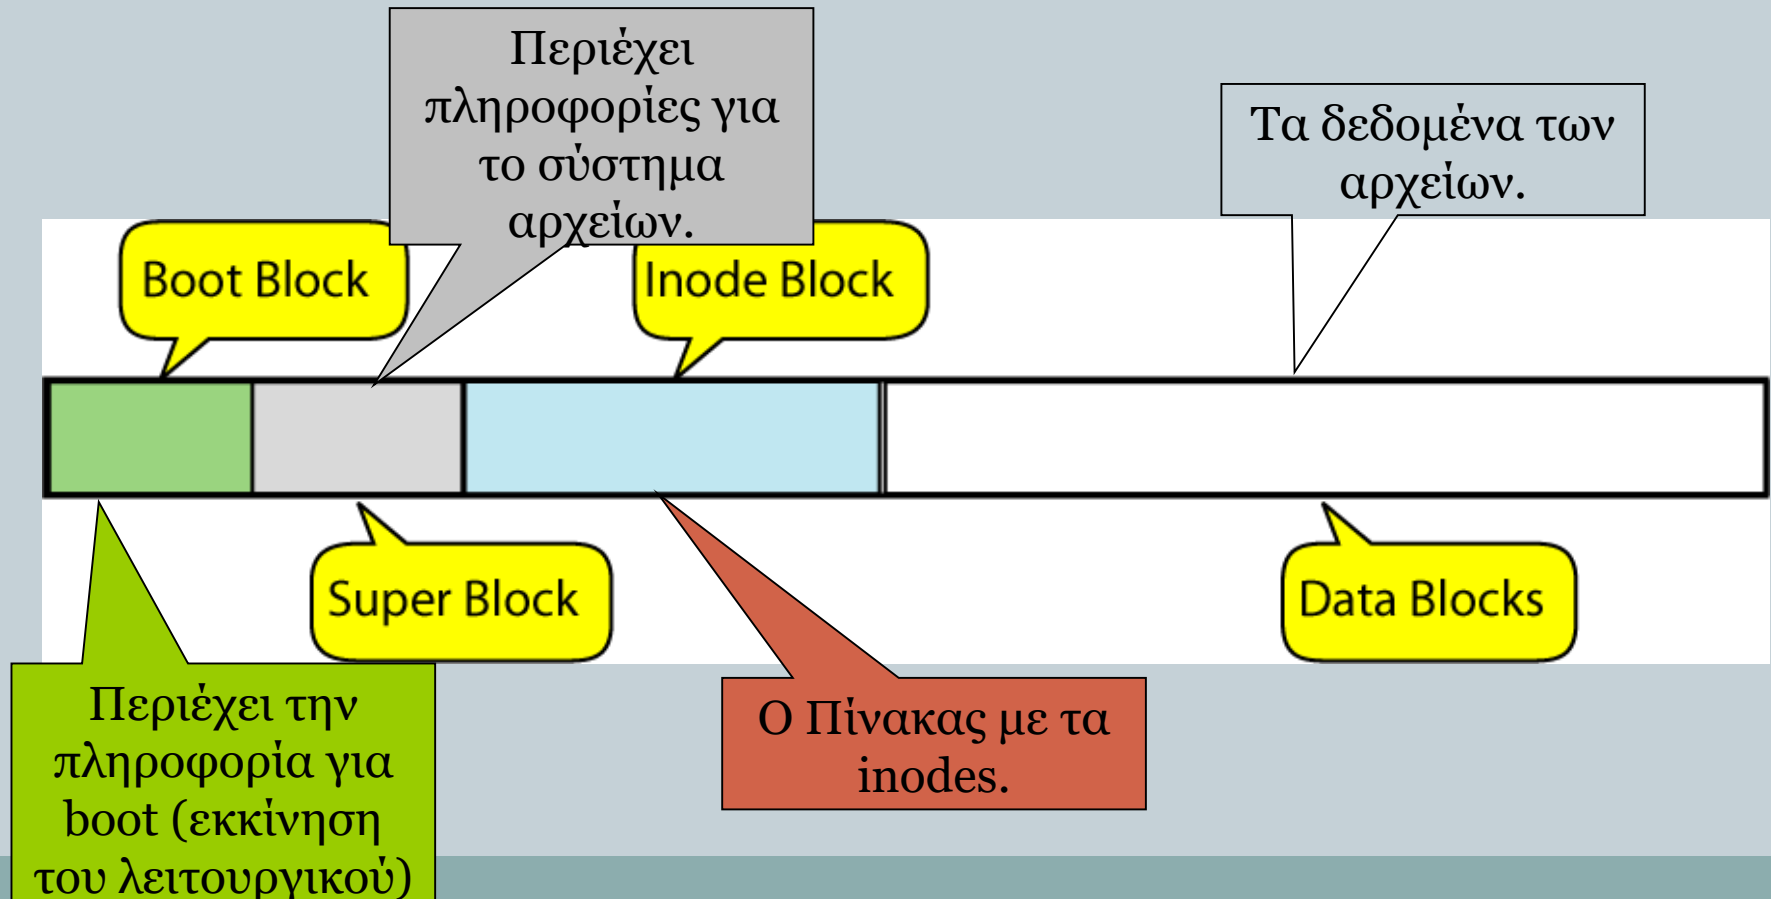 Περιέχει
πληροφορίες για
το σύστημα
αρχείων.
Τα δεδομένα των
αρχείων.
Boot Block
Inode Block
Super Block
Data Blocks
Περιέχει την
πληροφορία για
boot (εκκίνηση
του λειτουργικού)
Ο Πίνακας με τα
inodes.